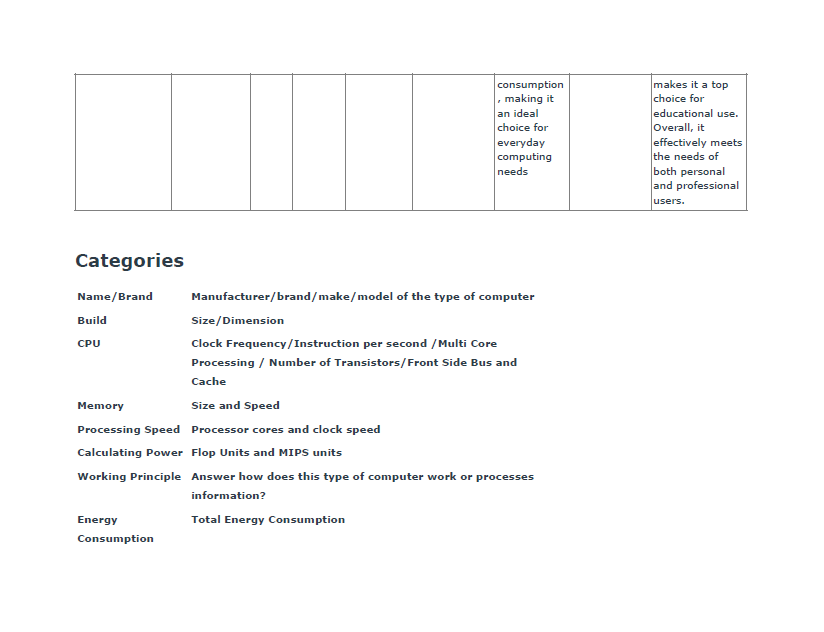 consumption
, making it
an ideal
choice for
everyday
computing
needs
makes it a top
choice for
educational use.
Overall, it
effectively meets
the needs of
both personal
and professional
users.
Categories
Name/Brand Manufacturer/brand/make/model of the type of computer
Build Size/Dimension
CPU Clock Frequency/Instruction per second /Multi Core
Processing / Number of Transistors/Front Side Bus and
Cache
Memory Size and Speed
Processing Speed Processor cores and clock speed
Calculating Power Flop Units and MIPS units
Working Principle Answer how does this type of computer work or processes
information?
Energy Total Energy Consumption
Consumption